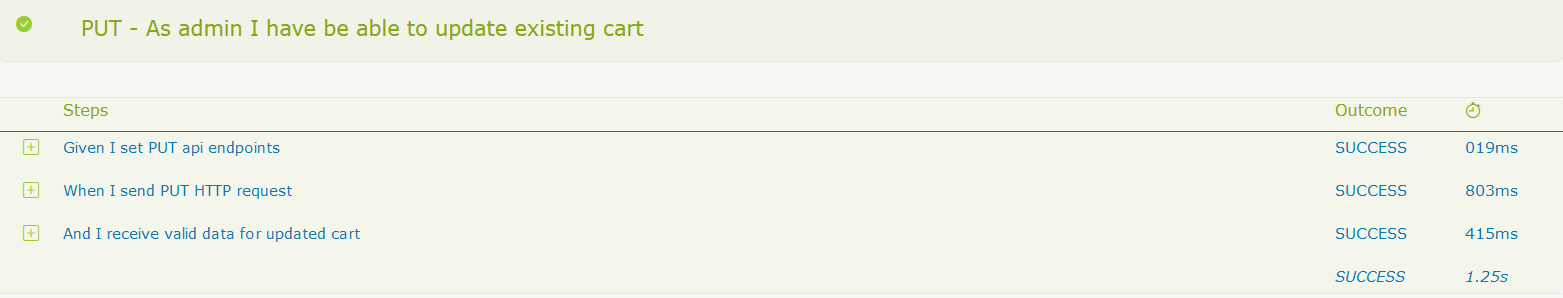 PUT - As admin I have be able to update existing cart
Steps Outcome
Given I set PUT api endpoints SUCCESS 019ms
When I send PUT HTTP request SUCCESS 803ms
And I receive valid data for updated cart SUCCESS 415ms
SUCCESS 1.25s